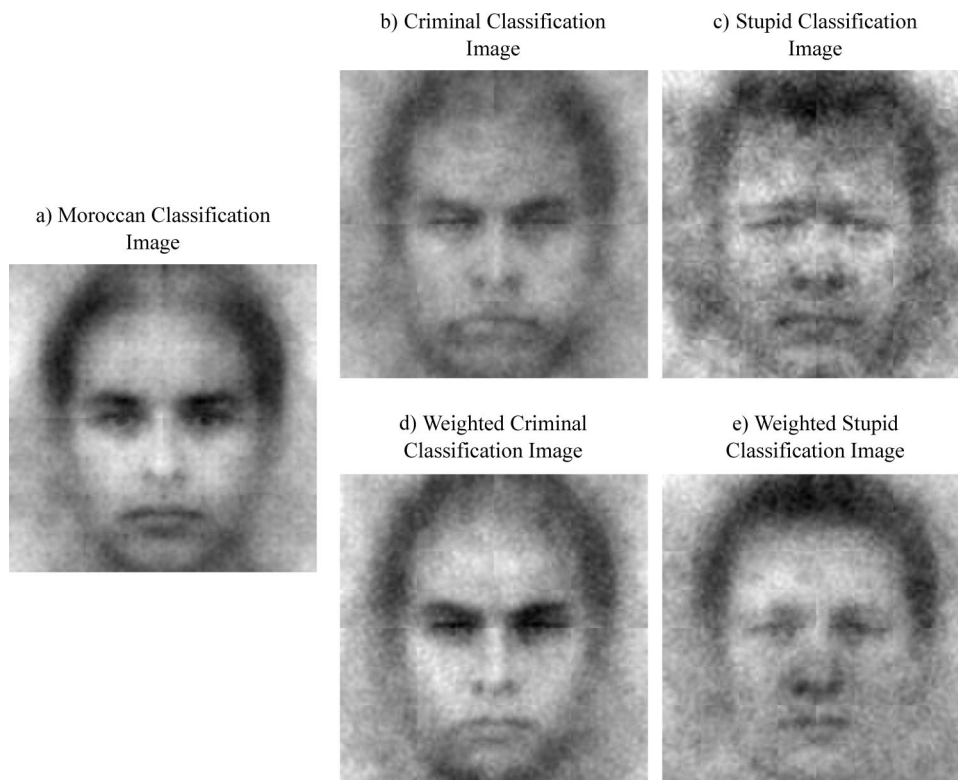 b) Criminal Classification
Image
c) Stupid Classification
Image
a) Moroccan Classification
Image
d) Weighted Criminal
Classification Image
e) Weighted Stupid
Classification Image